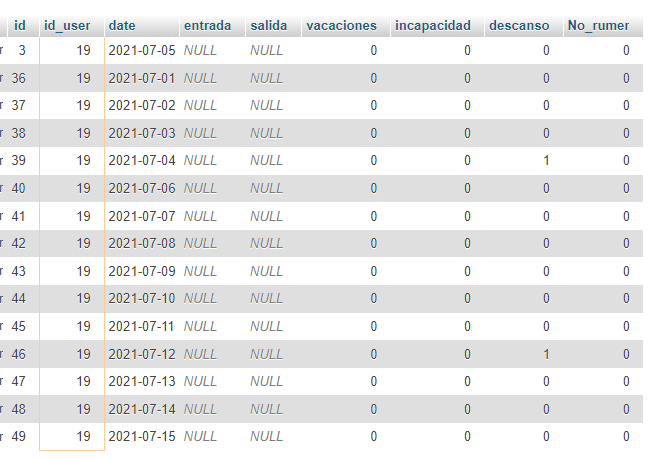 id id_user date entrada salida vacaciones incapacidad descanso No_rumer
r 3 19 2021-07-05 NULL NULL 0 0 0 0
r 36 19 2021-07-01 NULL NULL 0 0 0 0
r 37 19 2021-07-02 NULL NULL 0 0 0 0
r 38 19 2021-07-03 NULL NULL 0 0 0 0
r 39 19 2021-07-04 NULL NULL 0 0 1 0
r 40 19 2021-07-06 NULL NULL 0 0 0 0
r 41 19 2021-07-07 NULL NULL 0 0 0 0
r 42 19 2021-07-08 NULL NULL 0 0 0 0
r 43 19 2021-07-09 NULL NULL 0 0 0 0
r 44 19 2021-07-10 NULL NULL 0 0 0 0
r 45 19 2021-07-11 NULL NULL 0 0 0 0
r 46 19 2021-07-12 NULL NULL 0 0 1 0
r 47 19 2021-07-13 NULL NULL 0 0 0 0
r 48 19 2021-07-14 NULL NULL 0 0 0 0
r 49 19 2021-07-15 NULL NULL 0 0 0 0